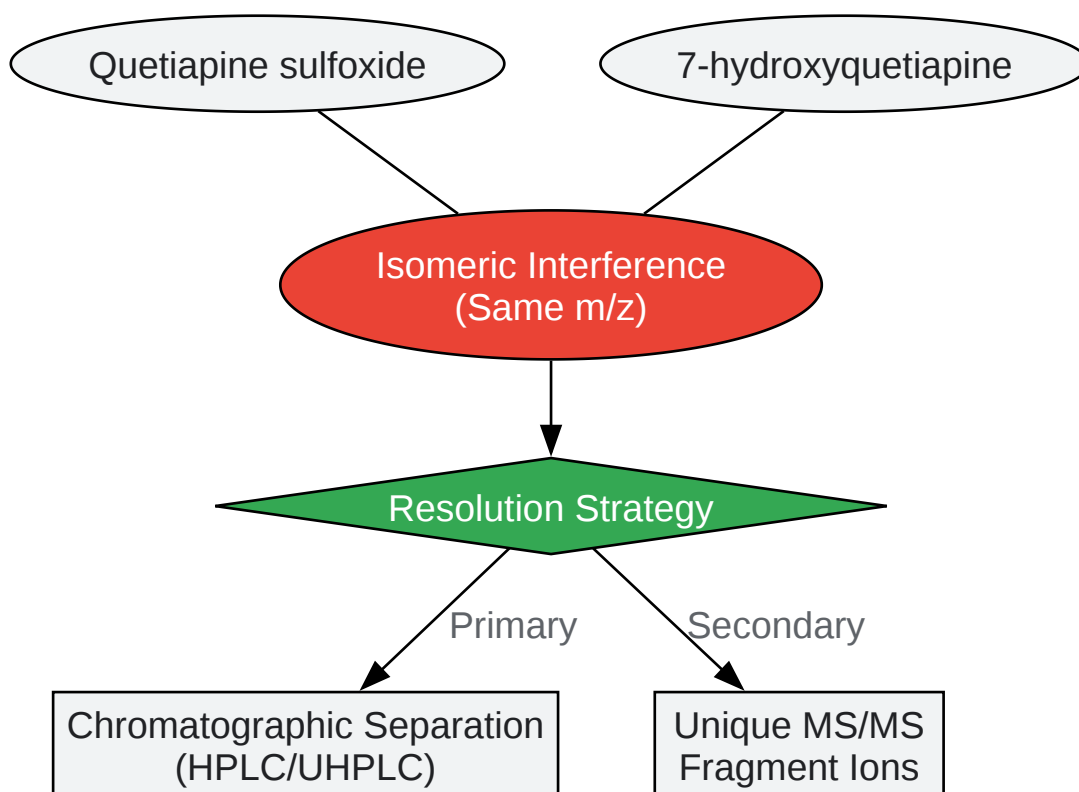 Quetiapine sulfoxide
7-hydroxyquetiapine
Isomeric Interference
(Same m/z)
Resolution Strategy
Primary
Secondary
Chromatographic Separation
(HPLC/UHPLC)
Unique MS/MS
Fragment Ions